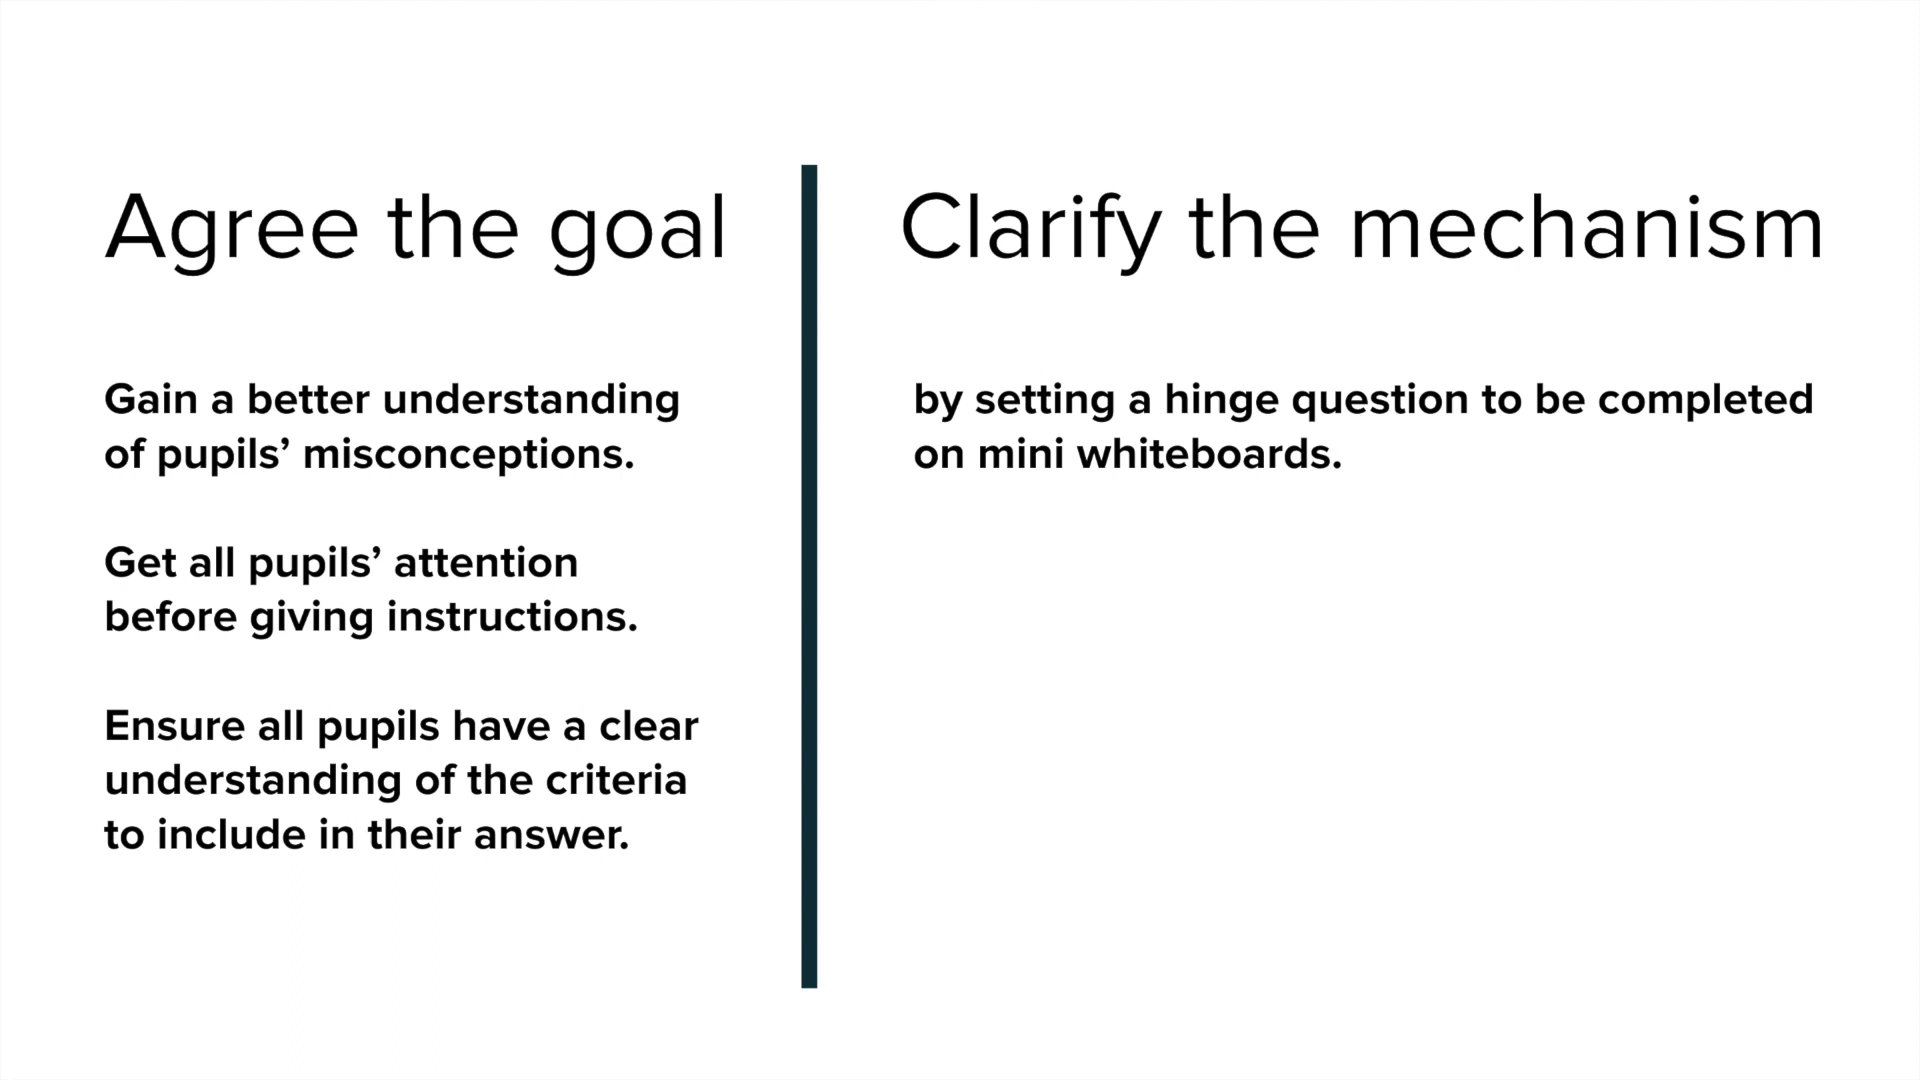 Agree the goal
Gain a better understanding
of pupils’ misconceptions.
Get all pupils’ attention
before giving instructions.
Ensure all pupils have a clear
understanding of the criteria
to include in their answer.
Clarify the mechanism
by setting a hinge question to be completed
on mini whiteboards.